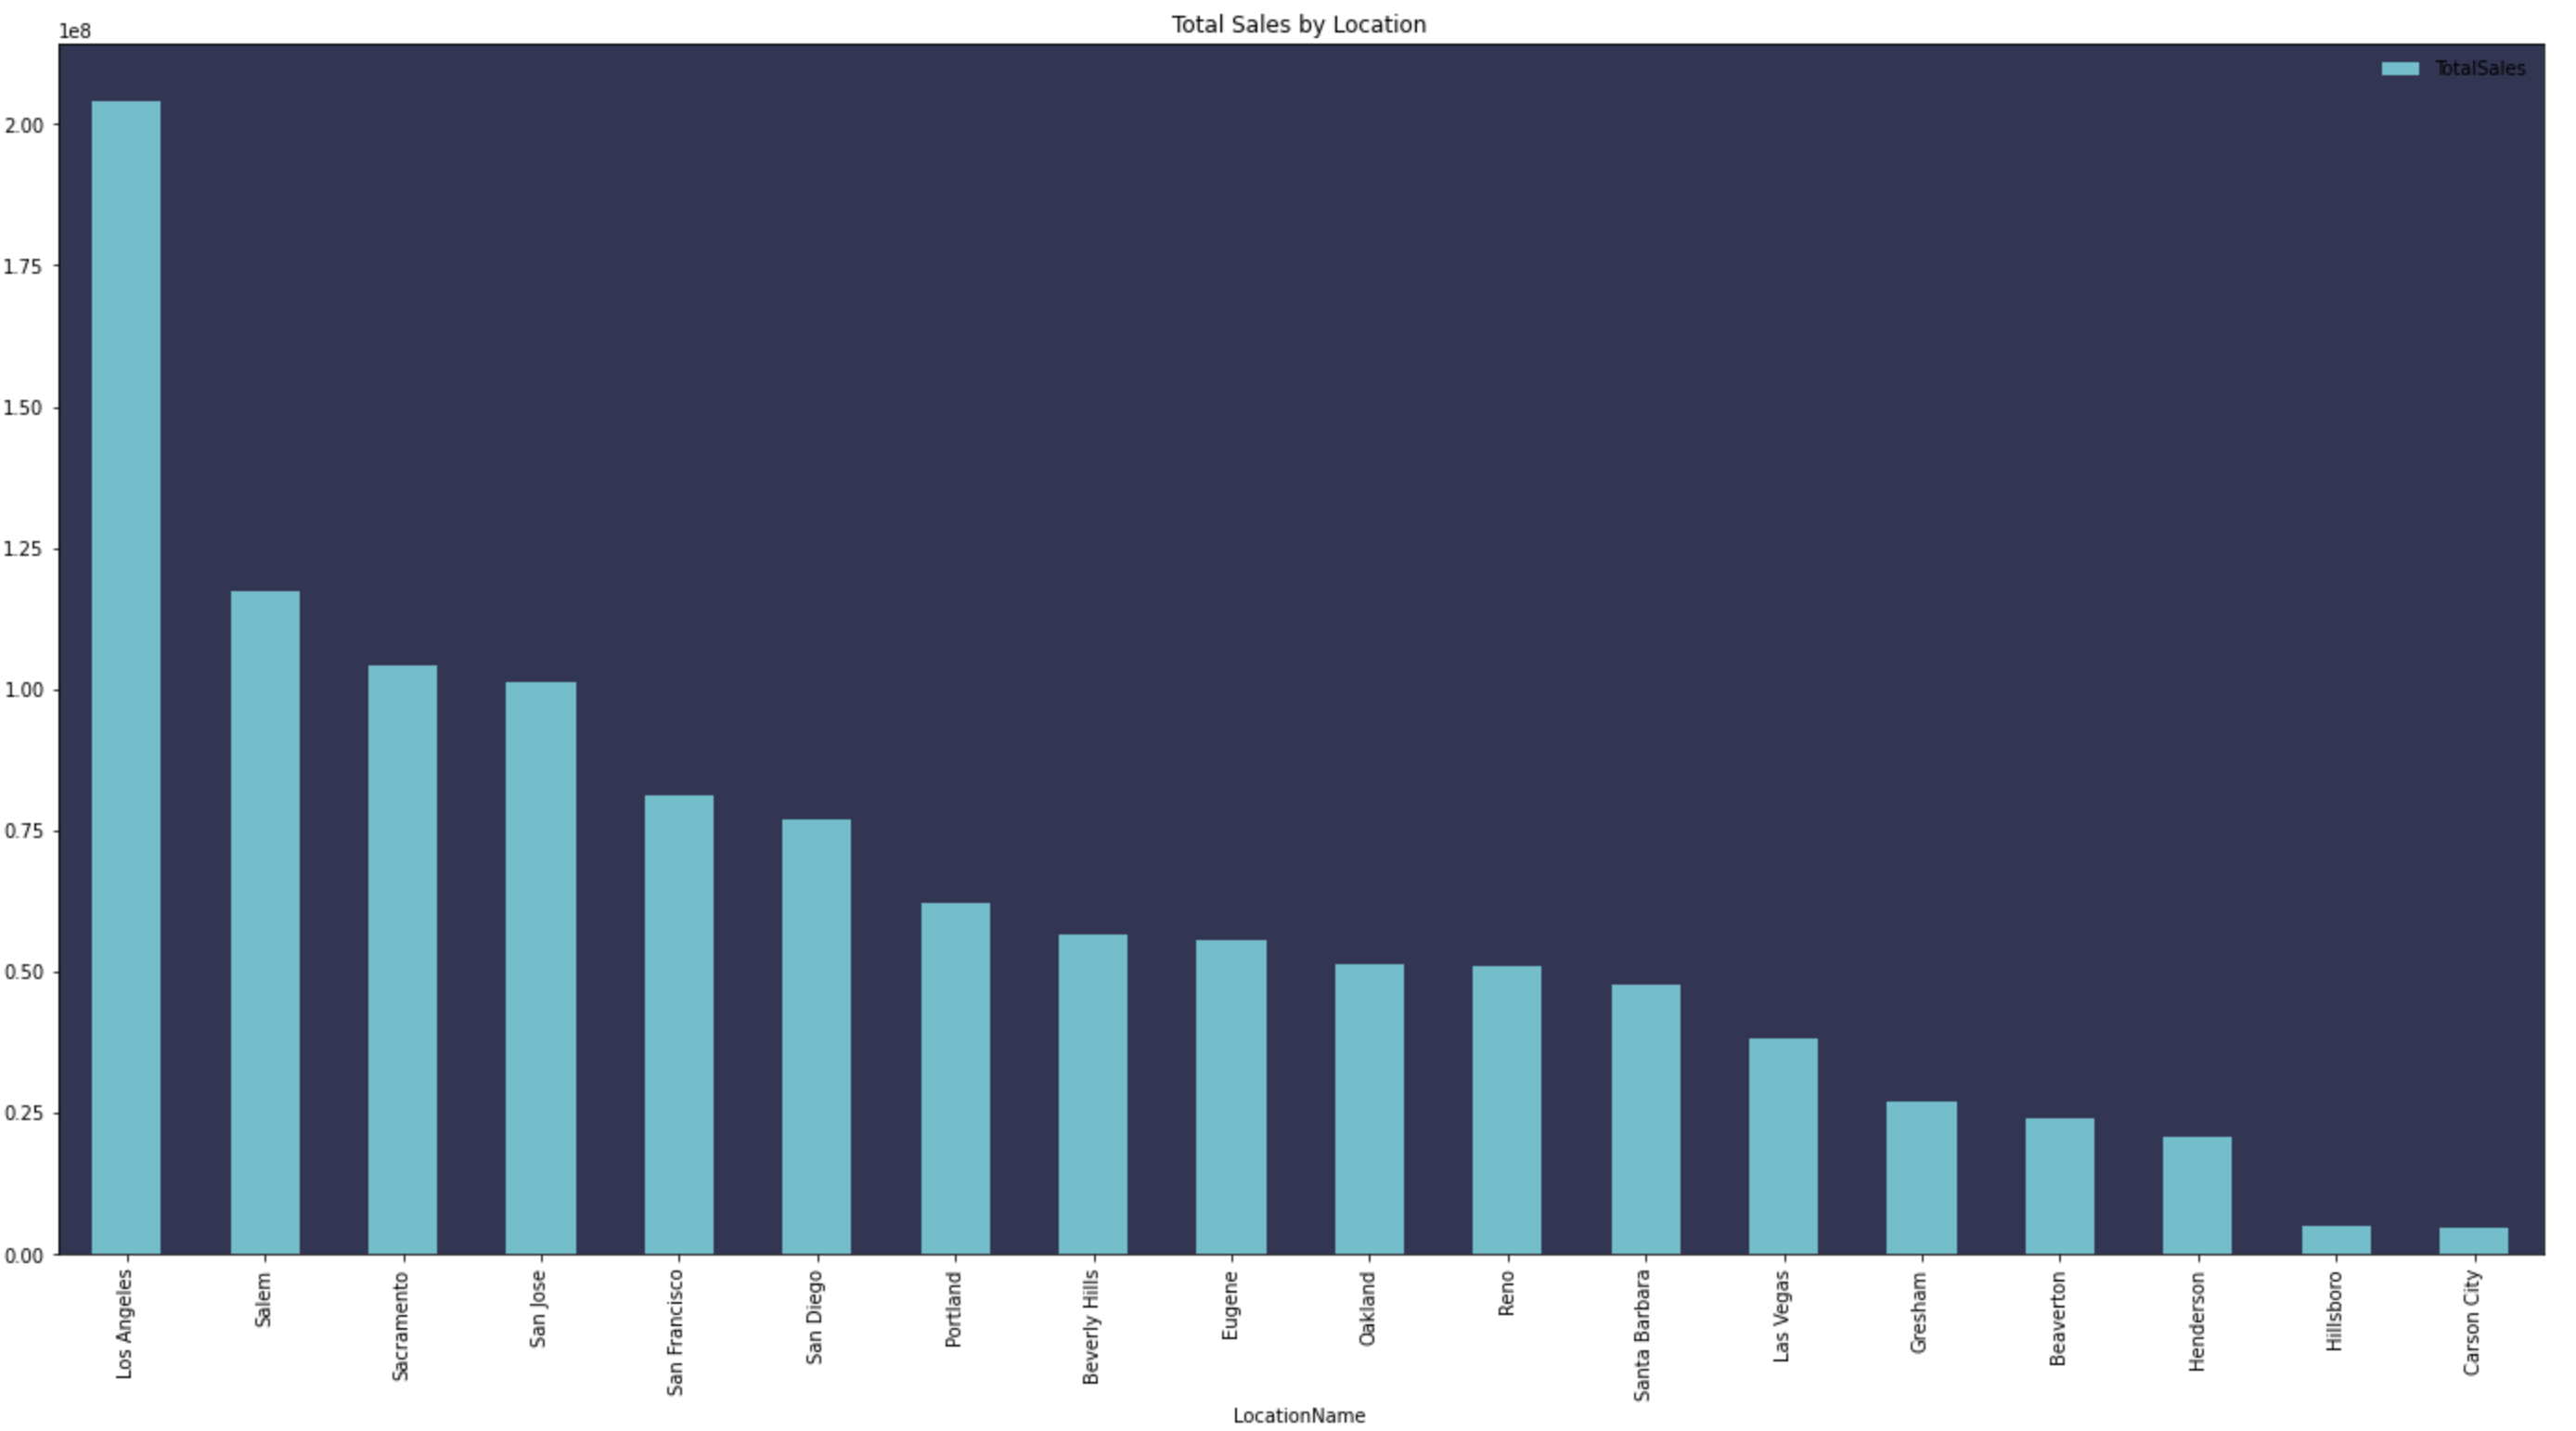 Total Sales by Location
1e8
TotalSales
2.00
1.75
1.50
1.25
1.00
0.75
0.50
0.25
0.00
Los Angeles
Salem
Sacramento
San Jose
San Francisco
San Diego
Portland
Beverly Hills
Eugene
Oakland
Reno
Santa Barbara
Las Vegas
Gresham
Beaverton
Henderson
Hillsboro
Carson City
LocationName